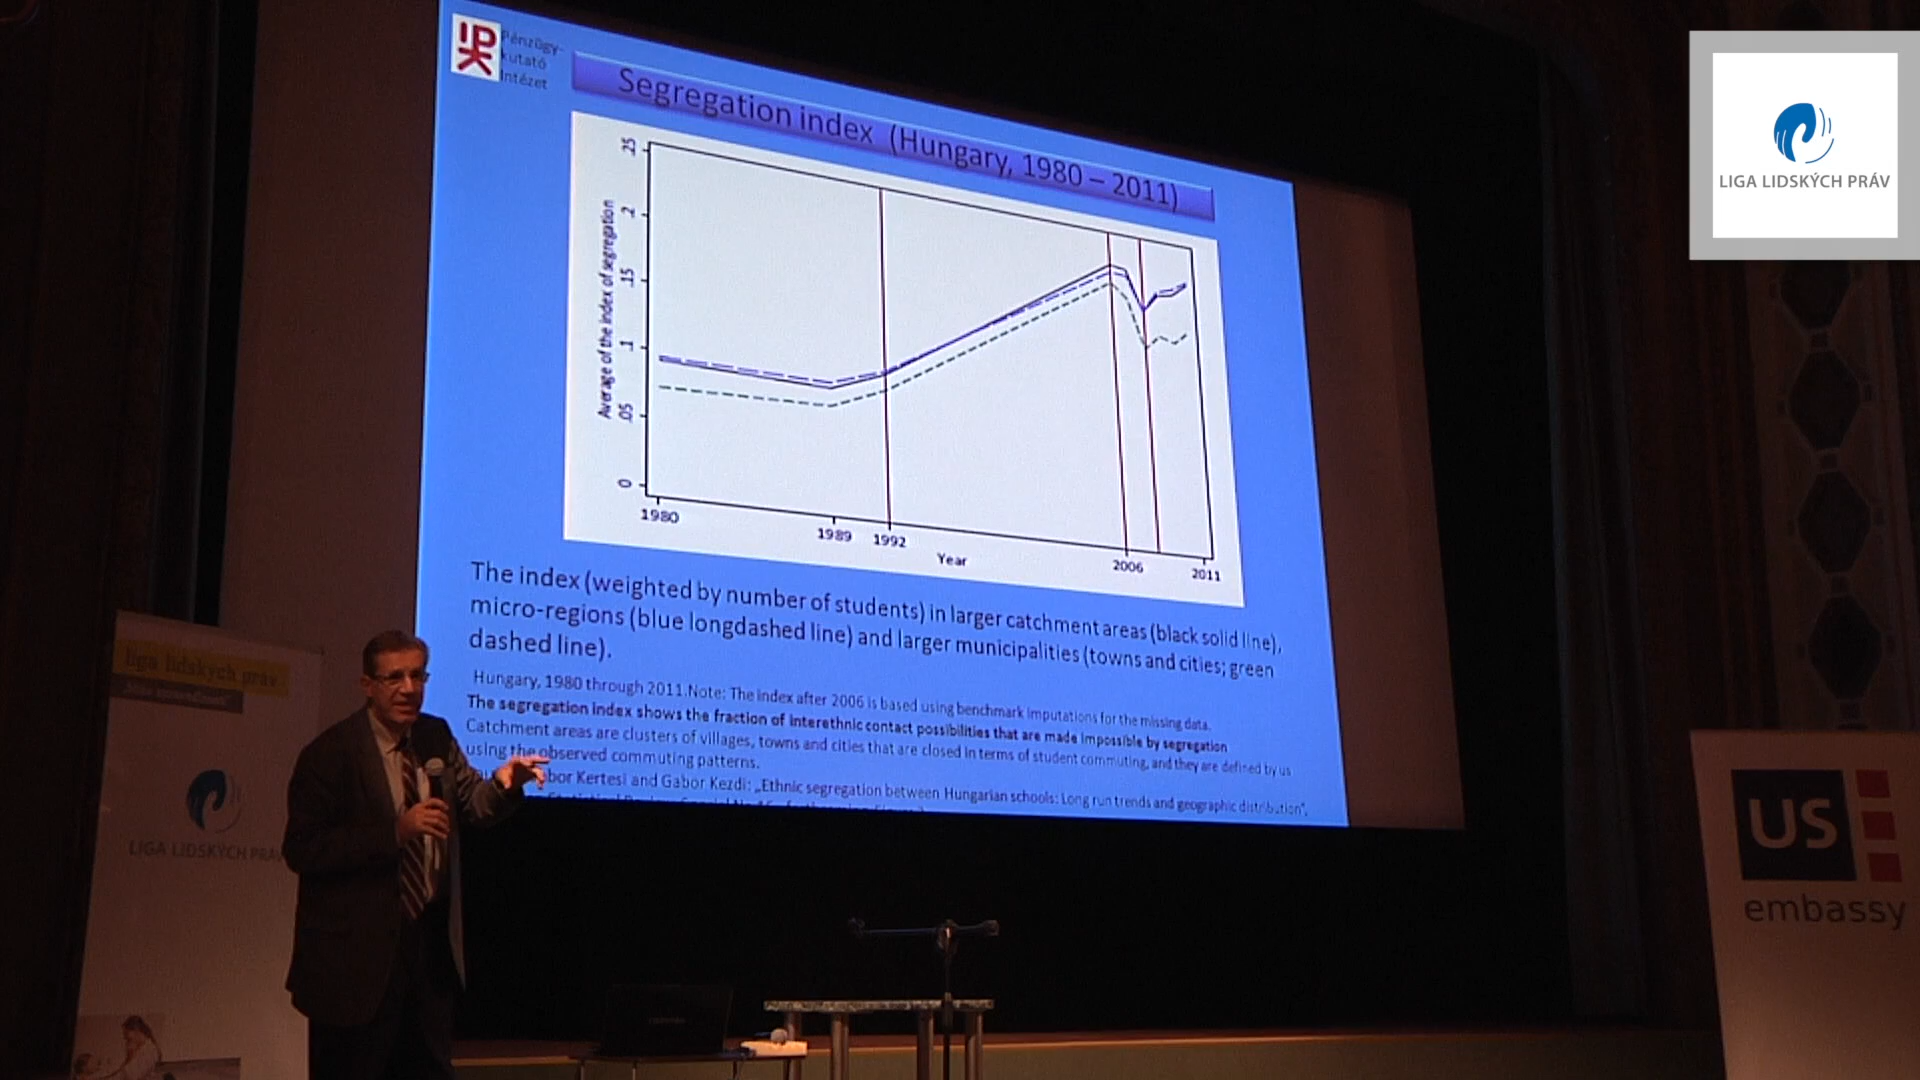 Pénzügy-
kutató
Intézet
Segregation index (Hungary, 1980 – 2011)
.25
.2
.15
.1
.05
0
Average of the index of segregation
1980
1989
1992
2006
2011
Year
The index (weighted by number of students) in larger catchment areas (black solid line),
micro-regions (blue longdashed line) and larger municipalities (towns and cities; green
dashed line).
Hungary, 1980 through 2011.Note: The index after 2006 is based using benchmark imputations for the missing data.
The segregation index shows the fraction of interethnic contact possibilities that are made impossible by segregation
Catchment areas are clusters of villages, towns and cities that are closed in terms of student commuting, and they are defined by us
using the observed commuting patterns.
Kertesi and Gabor Kezdi: „Ethnic segregation between Hungarian schools: Long run trends and geographic distribution",
LIGA LIDSKÝCH PRÁV
liga lidských práv
LIGA LIDSKÝCH PRÁV
US
embassy